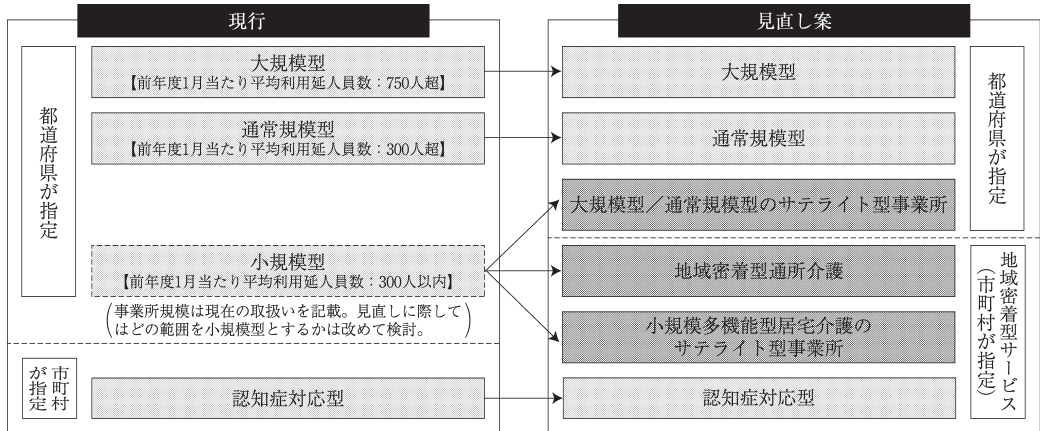 現行
都道府県が指定
大規模型
【前年度1月当たり平均利用延人員数：750人超】
通常規模型
【前年度1月当たり平均利用延人員数：300人超】
小規模型
【前年度1月当たり平均利用延人員数：300人以内】
（事業所規模は現在の取扱いを記載。見直しに際して
はどの範囲を小規模型とするかは改めて検討。）
市町村
が指定
認知症対応型
見直し案
大規模型
通常規模型
大規模型／通常規模型のサテライト型事業所
都道府県が指定
地域密着型通所介護
小規模多機能型居宅介護の
サテライト型事業所
認知症対応型
地域密着型サービス
（市町村が指定）